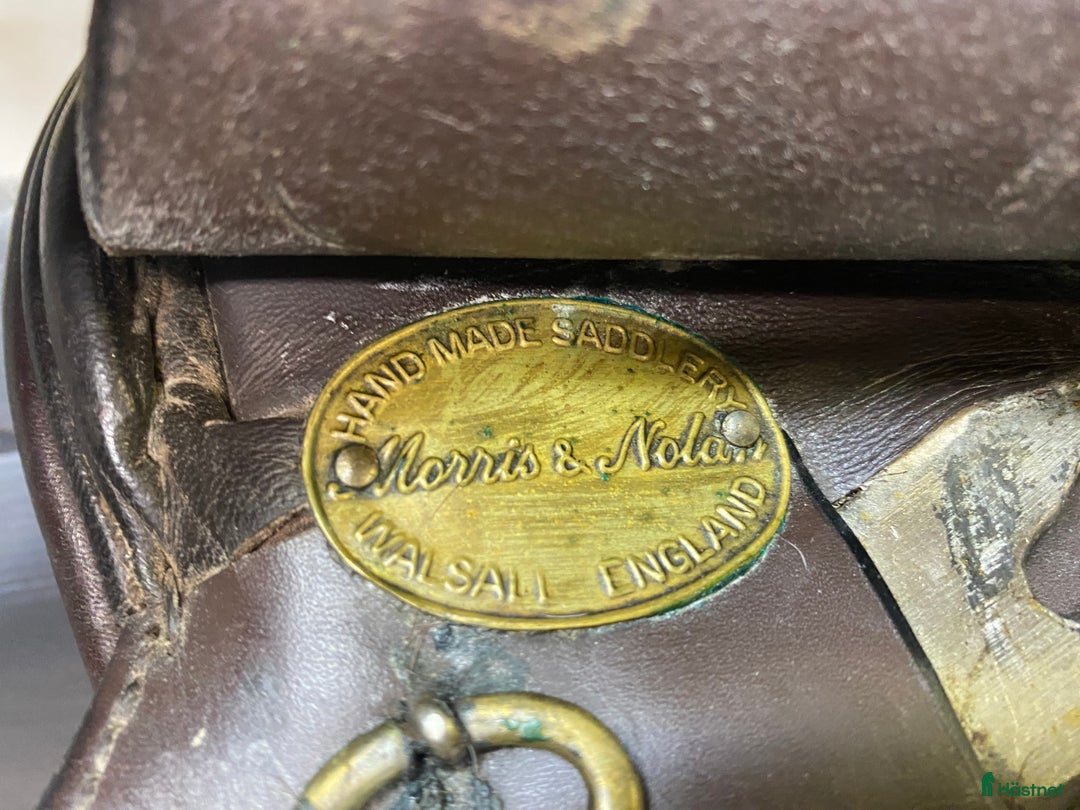 HAND MADE SADDLERY
Morris & Nolan
WALSALL ENGLAND
Hästnet